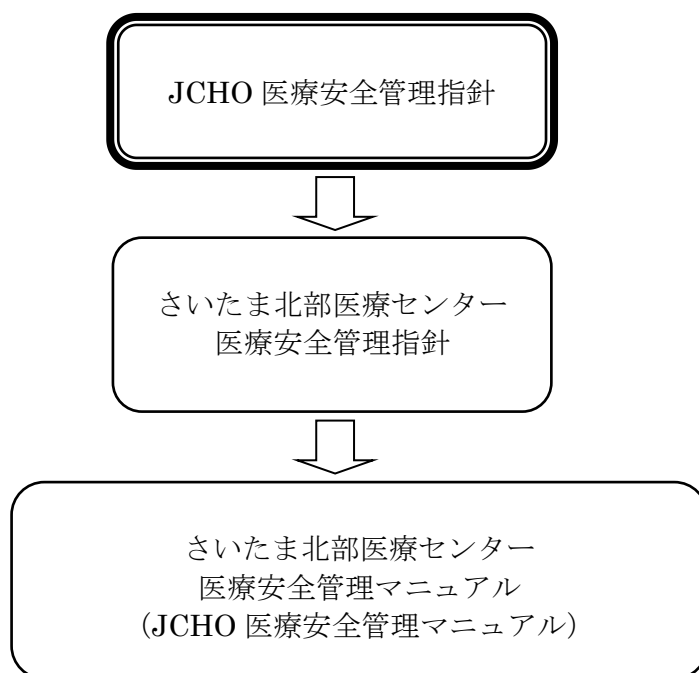 JCHO 医療安全管理指針
さいたま北部医療センター
医療安全管理指針
さいたま北部医療センター
医療安全管理マニュアル
（JCHO 医療安全管理マニュアル）